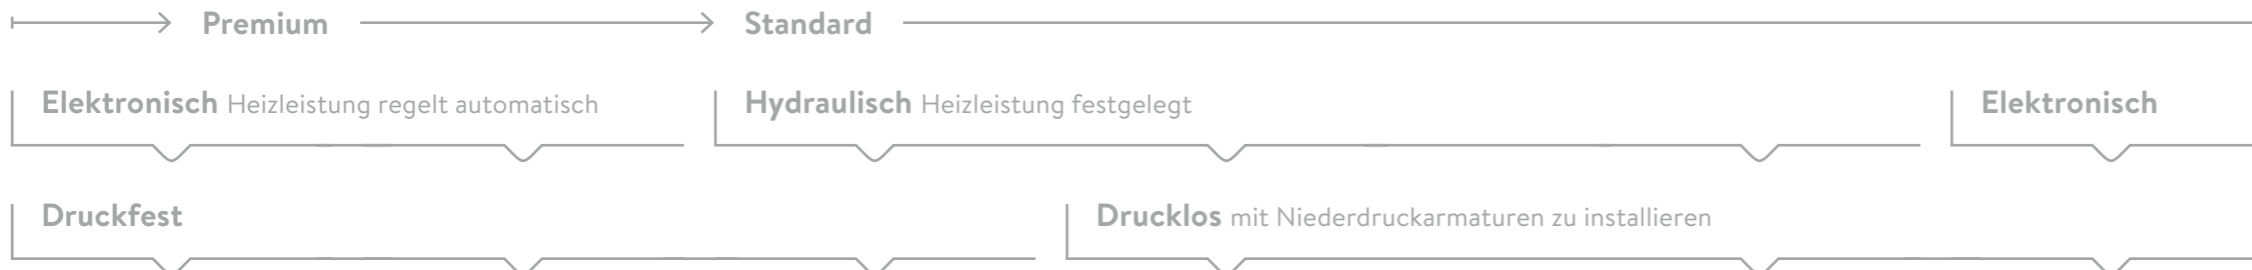 Premium Standard
Elektronisch Heizleistung regelt automatisch Hydraulisch Heizleistung festgelegt Elektronisch
Druckfest Drucklos mit Niederdruckarmaturen zu installieren